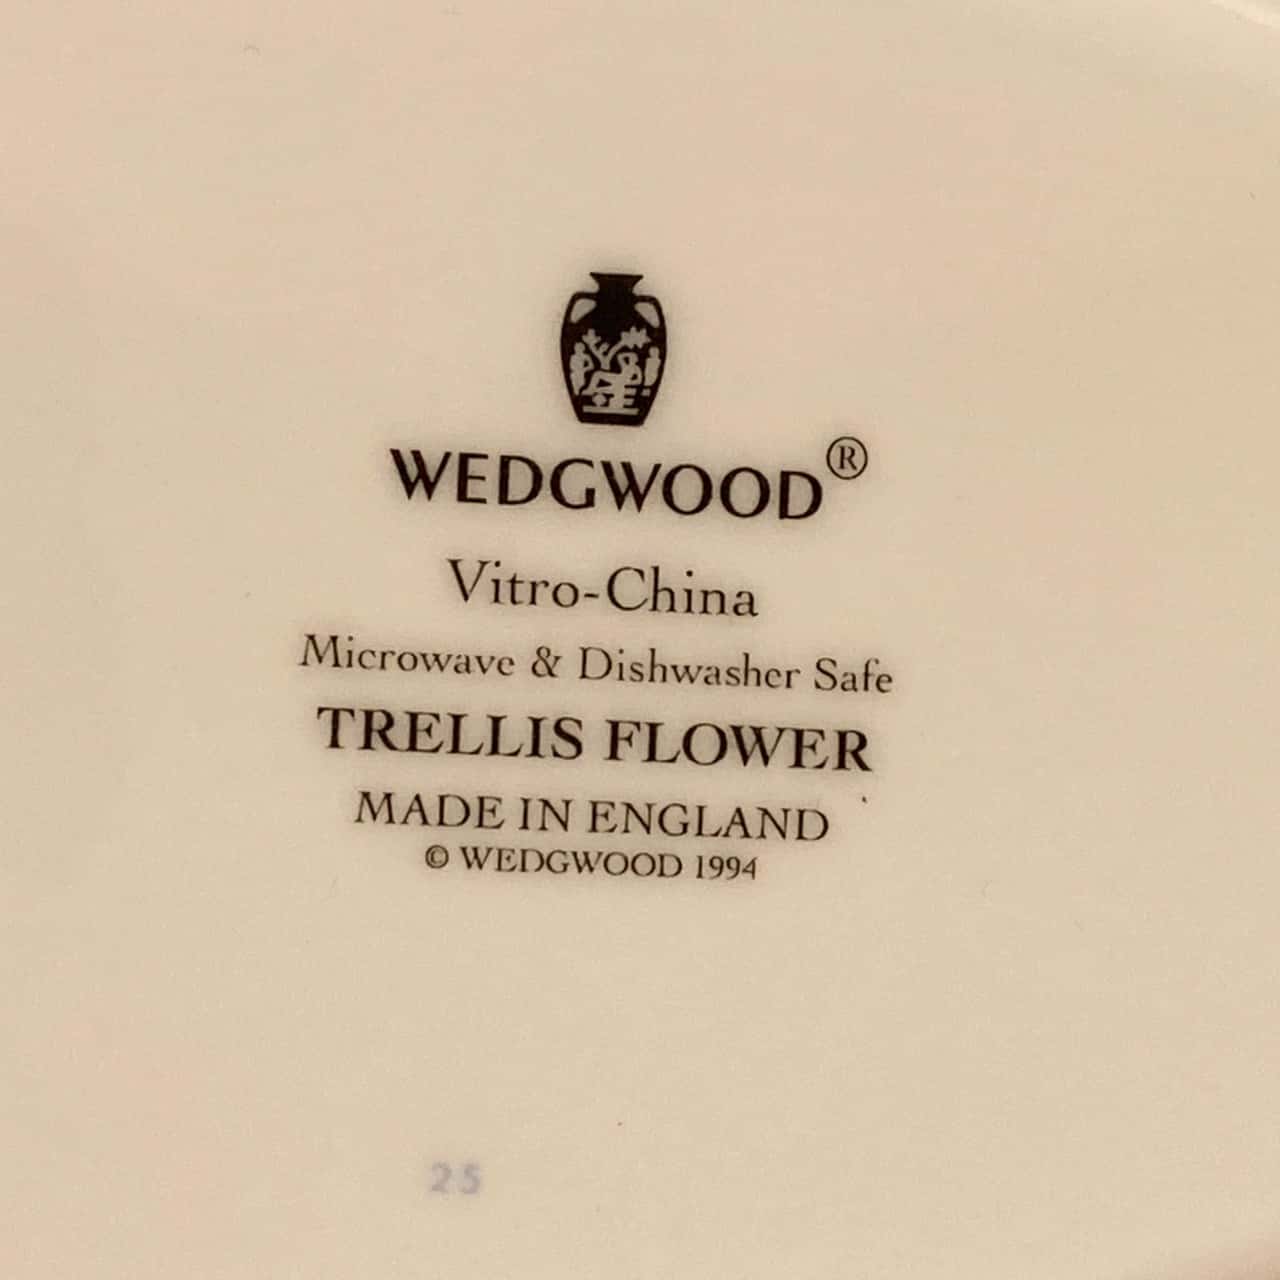 WEDGWOOD®
Vitro-China
Microwave & Dishwasher Safe
TRELLIS FLOWER
MADE IN ENGLAND
© WEDGWOOD 1994
25